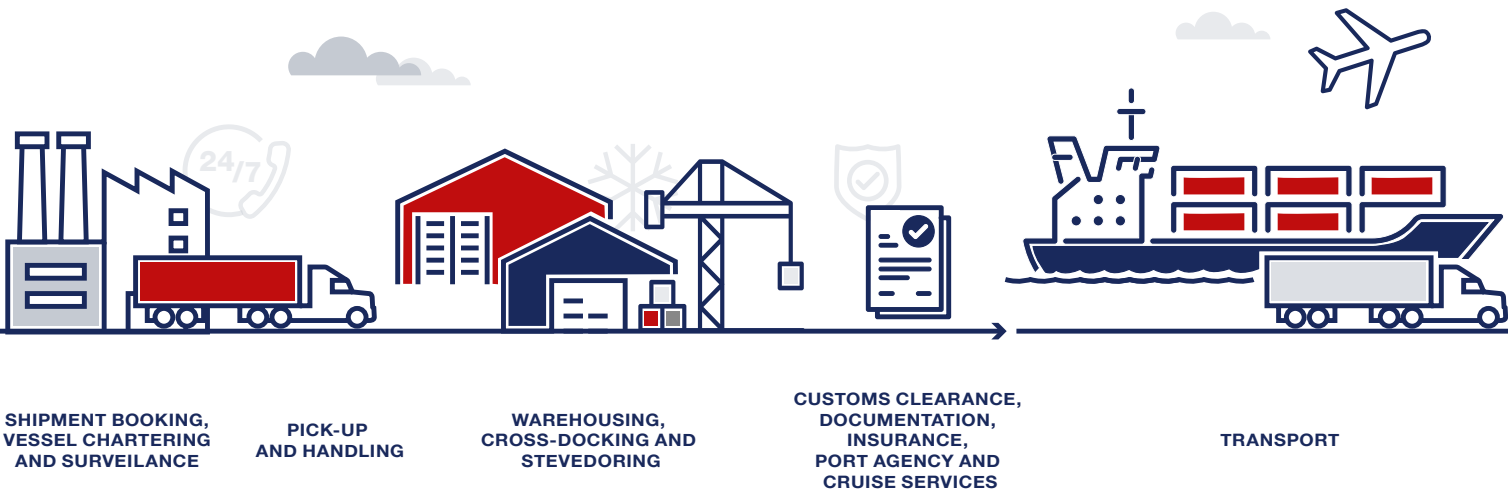 24/7
SHIPMENT BOOKING,
VESSEL CHARTERING
AND SURVEILANCE
PICK-UP
AND HANDLING
WAREHOUSING,
CROSS-DOCKING AND
STEVEDORING
CUSTOMS CLEARANCE,
DOCUMENTATION,
INSURANCE,
PORT AGENCY AND
CRUISE SERVICES
TRANSPORT